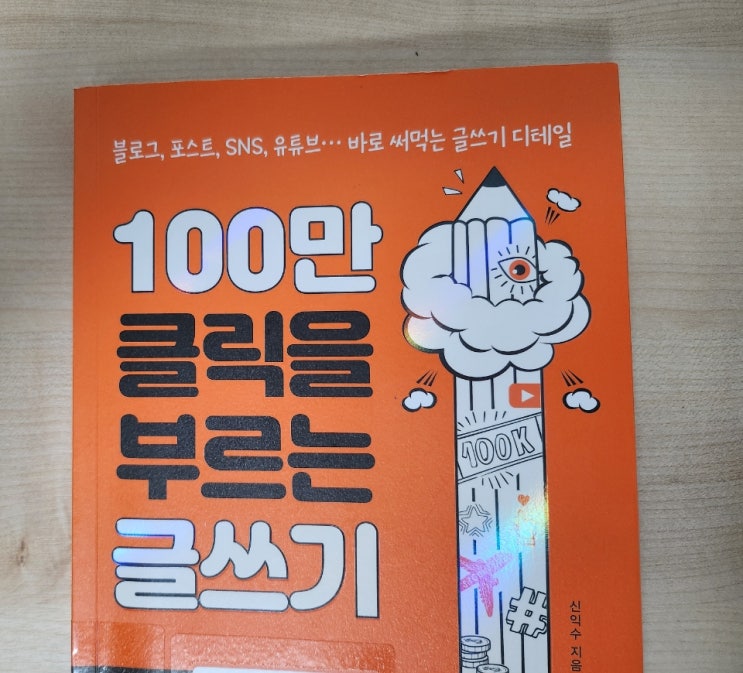 블로그, 포스트, SNS, 유튜브… 바로 써먹는 글쓰기 디테일
100만
클릭을
부르는
글쓰기
100K
#
신익수 지음